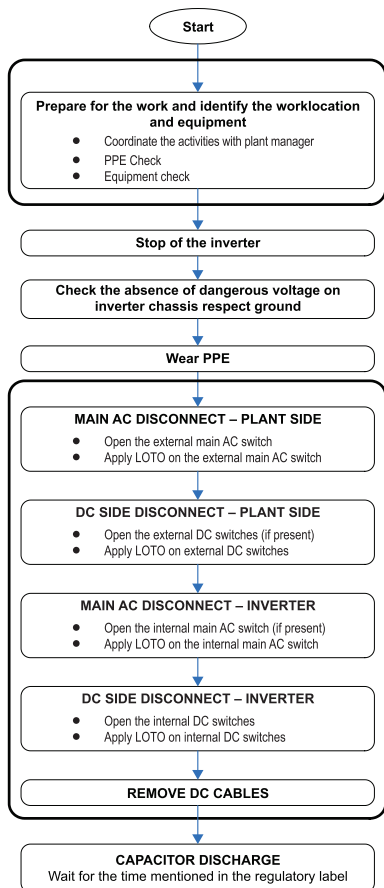 Start
Prepare for the work and identify the worklocation
and equipment
● Coordinate the activities with plant manager
● PPE Check
● Equipment check
Stop of the inverter
Check the absence of dangerous voltage on
inverter chassis respect ground
Wear PPE
MAIN AC DISCONNECT – PLANT SIDE
● Open the external main AC switch
● Apply LOTO on the external main AC switch
DC SIDE DISCONNECT – PLANT SIDE
● Open the external DC switches (if present)
● Apply LOTO on external DC switches
MAIN AC DISCONNECT – INVERTER
● Open the internal main AC switch (if present)
● Apply LOTO on the internal main AC switch
DC SIDE DISCONNECT – INVERTER
● Open the internal DC switches
● Apply LOTO on internal DC switches
REMOVE DC CABLES
CAPACITOR DISCHARGE
Wait for the time mentioned in the regulatory label